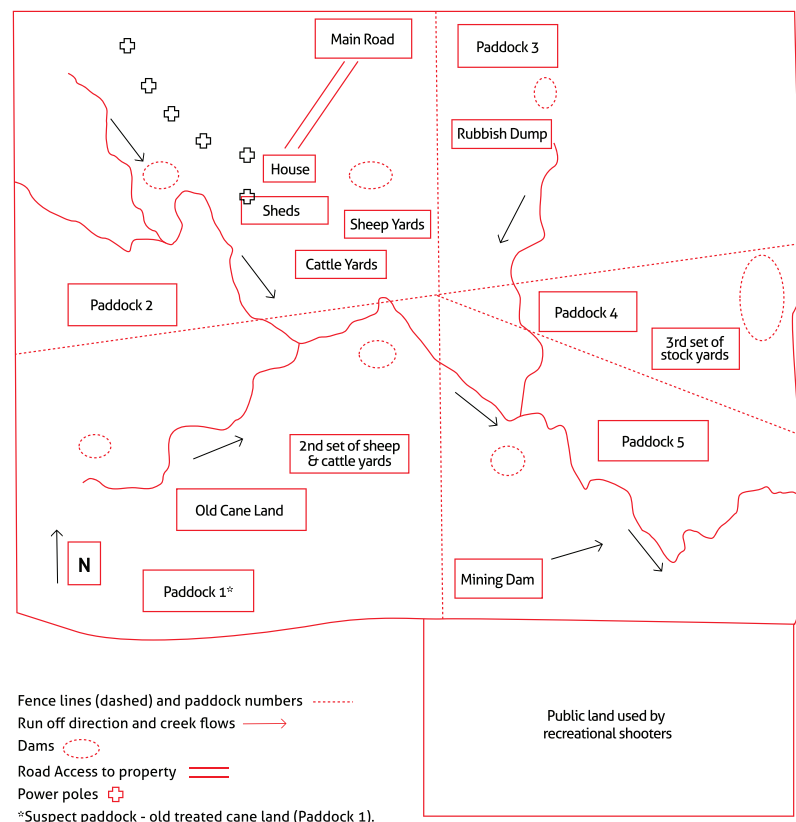 Main Road
Paddock 3
Rubbish Dump
House
Sheds
Sheep Yards
Cattle Yards
Paddock 2
Paddock 4
3rd set of
stock yards
Paddock 5
2nd set of sheep
& cattle yards
Old Cane Land
N
Paddock 1*
Mining Dam
Public land used by
recreational shooters
Fence lines (dashed) and paddock numbers
Run off direction and creek flows
Dams
Road Access to property
Power poles
*Suspect paddock - old treated cane land (Paddock 1).